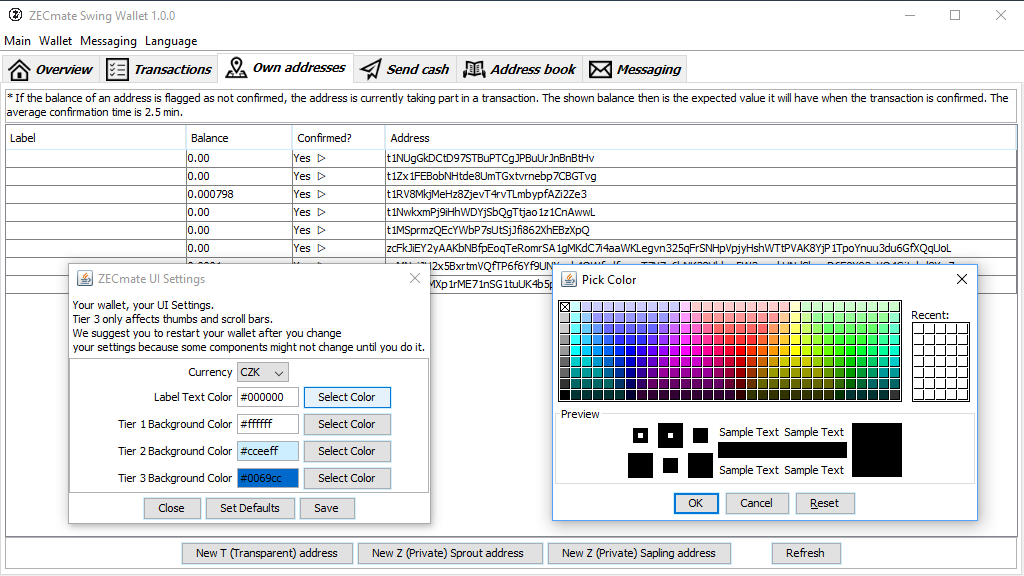 ZECmate Swing Wallet 1.0.0
Main Wallet Messaging Language
Overview Transactions Own addresses Send cash Address book Messaging
* If the balance of an address is flagged as not confirmed, the address is currently taking part in a transaction. The shown balance then is the expected value it will have when the transaction is confirmed. The
average confirmation time is 2.5 min.
Label Balance Confirmed? Address
0.00 Yes t1NUgGkDCtD97STBuPTCgJPBuUrJnBnBtHv
0.00 Yes t1Zx1FEBobNHtde8UmTGxtvrnebp7CBGTvg
0.000798 Yes t1RV8MkjMeHz8ZjevT4rvTLmbypfAZi2Ze3
0.00 Yes t1NwkxmPj9iHhWDYjSbQgTtjao1z1CnAwwL
0.00 Yes t1MSprmzQEcYWbP7sUtSjJfi862XhEBzXpQ
0.00 Yes zcFkJiEY2yAAKbNBfpEoqTeRomrSA1gMKdC7i4aaWKLegvn325qFrSNHpVpjyHshWTtPVAK8YjP1TpoYnuu3du6GfXQqUoL
ZECmate UI Settings
Your wallet, your UI Settings.
Tier 3 only affects thumbs and scroll bars.
We suggest you to restart your wallet after you change
your settings because some components might not change until you do it.
Currency CZK
Label Text Color #000000 Select Color
Tier 1 Background Color #ffffff Select Color
Tier 2 Background Color #cceeff Select Color
Tier 3 Background Color #0069cc Select Color
Close Set Defaults Save
Pick Color
Recent:
Preview
Sample Text Sample Text
Sample Text Sample Text
OK Cancel Reset
New T (Transparent) address New Z (Private) Sprout address New Z (Private) Sapling address Refresh